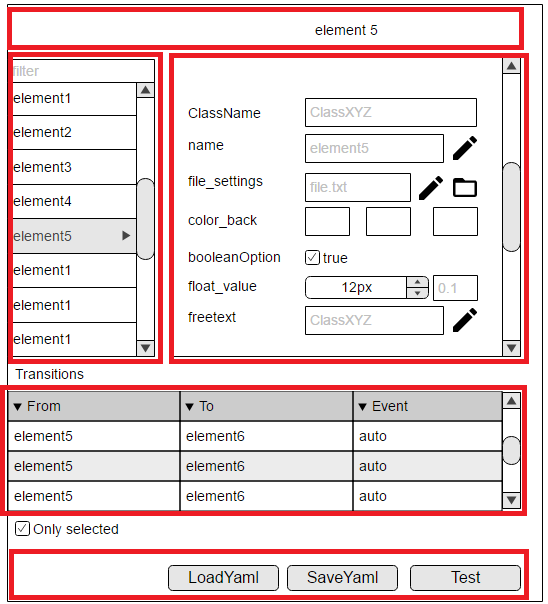 element 5
filter
element1
element2
element3
element4
element5
element1
element1
element1
ClassName ClassXYZ
name element5
file_settings file.txt
color_back
booleanOption true
float_value 12px 0.1
freetext ClassXYZ
Transitions
From To Event
element5 element6 auto
element5 element6 auto
element5 element6 auto
Only selected
LoadYaml SaveYaml Test